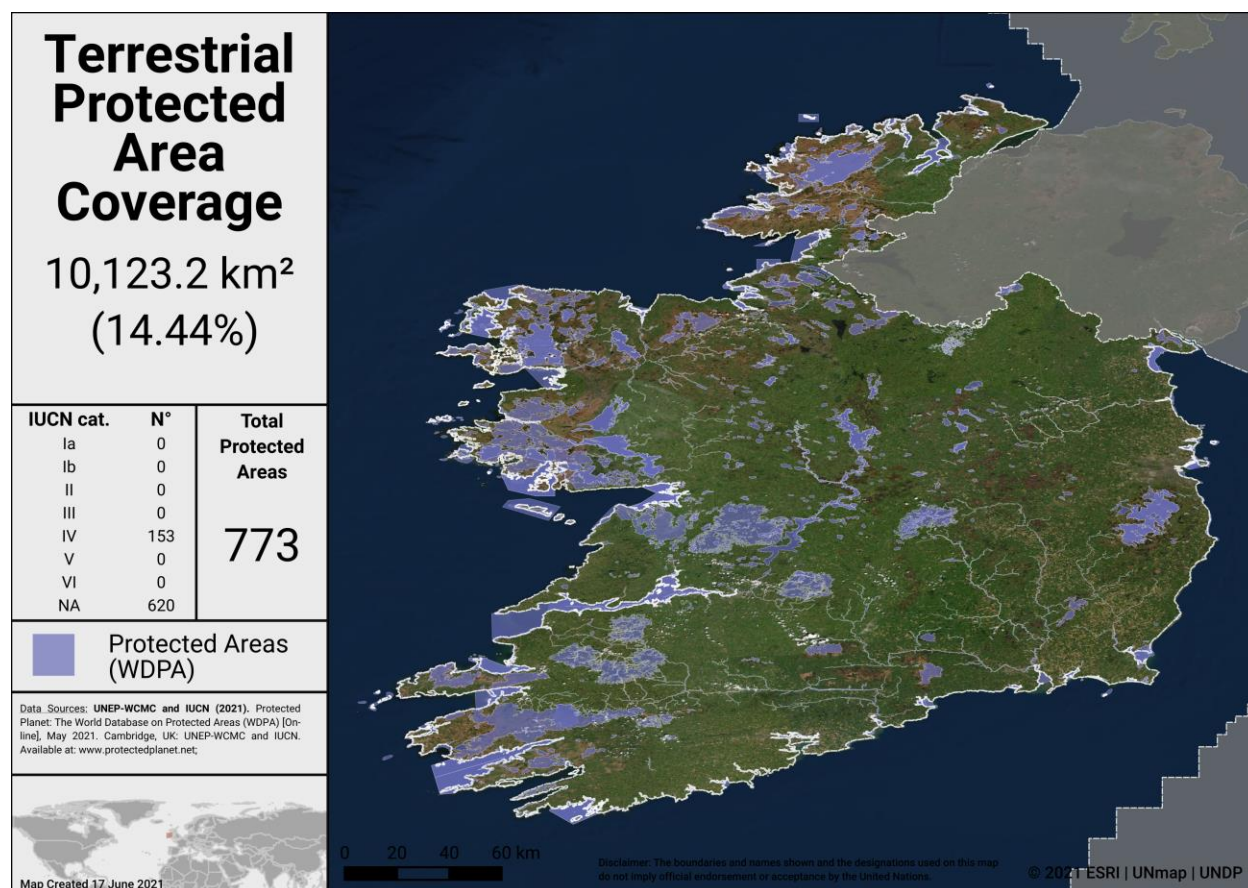 Terrestrial
Protected
Area
Coverage
10,123.2 km²
(14.44%)
IUCN cat. N°
Ia 0
Ib 0
II 0
III 0
IV 153
V 0
VI 0
NA 620
Total
Protected
Areas
773
Protected Areas
(WDPA)
Data Sources: UNEP-WCMC and IUCN (2021). Protected
Planet: The World Database on Protected Areas (WDPA) [On-
line], May 2021. Cambridge, UK: UNEP-WCMC and IUCN.
Available at: www.protectedplanet.net;
Map Created 17 June 2021
0 20 40 60 km
Disclaimer: The boundaries and names shown and the designations used on this map
do not imply official endorsement or acceptance by the United Nations.
© 2021 ESRI | UNmap | UNDP